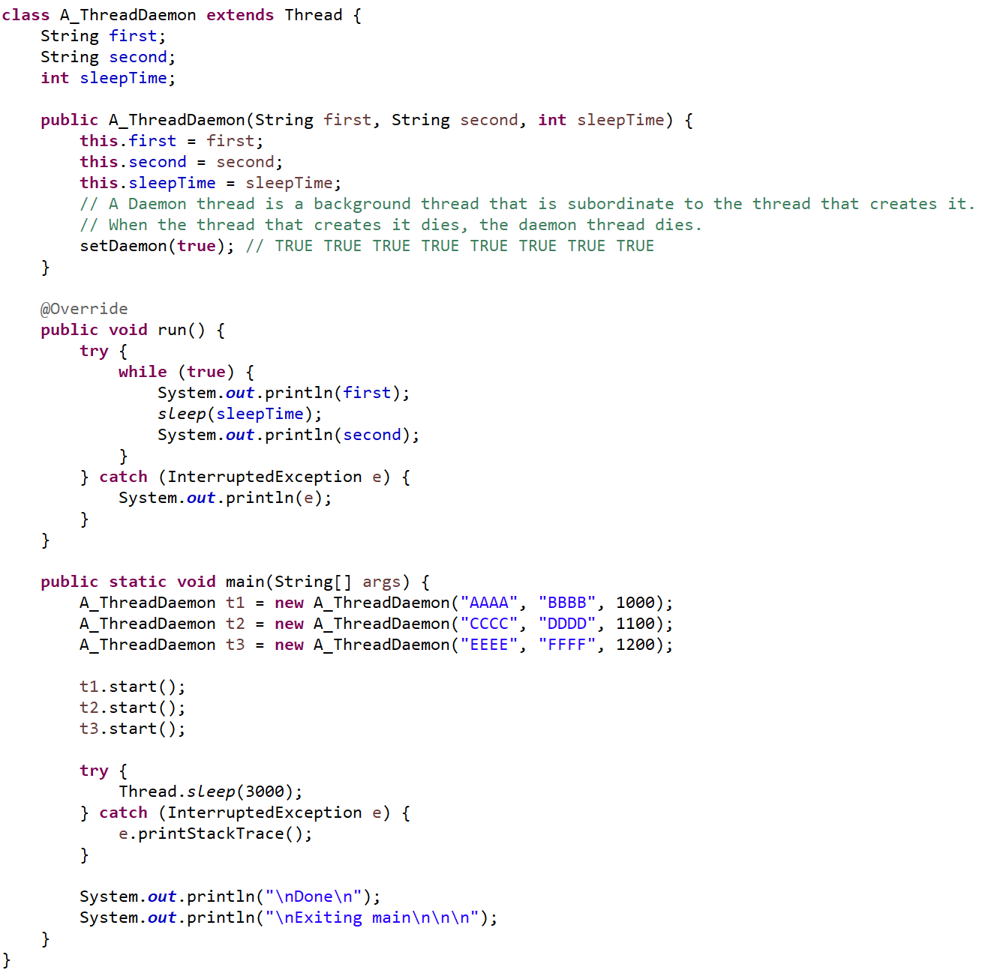 class A_ThreadDaemon extends Thread {
    String first;
    String second;
    int sleepTime;

    public A_ThreadDaemon(String first, String second, int sleepTime) {
        this.first = first;
        this.second = second;
        this.sleepTime = sleepTime;
        // A Daemon thread is a background thread that is subordinate to the thread that creates it.
        // When the thread that creates it dies, the daemon thread dies.
        setDaemon(true); // TRUE TRUE TRUE TRUE TRUE TRUE TRUE TRUE
    }

    @Override
    public void run() {
        try {
            while (true) {
                System.out.println(first);
                sleep(sleepTime);
                System.out.println(second);
            }
        } catch (InterruptedException e) {
            System.out.println(e);
        }
    }

    public static void main(String[] args) {
        A_ThreadDaemon t1 = new A_ThreadDaemon("AAAA", "BBBB", 1000);
        A_ThreadDaemon t2 = new A_ThreadDaemon("CCCC", "DDDD", 1100);
        A_ThreadDaemon t3 = new A_ThreadDaemon("EEEE", "FFFF", 1200);

        t1.start();
        t2.start();
        t3.start();

        try {
            Thread.sleep(3000);
        } catch (InterruptedException e) {
            e.printStackTrace();
        }

        System.out.println("\nDone\n");
        System.out.println("\nExiting main\n\n\n");
    }
}